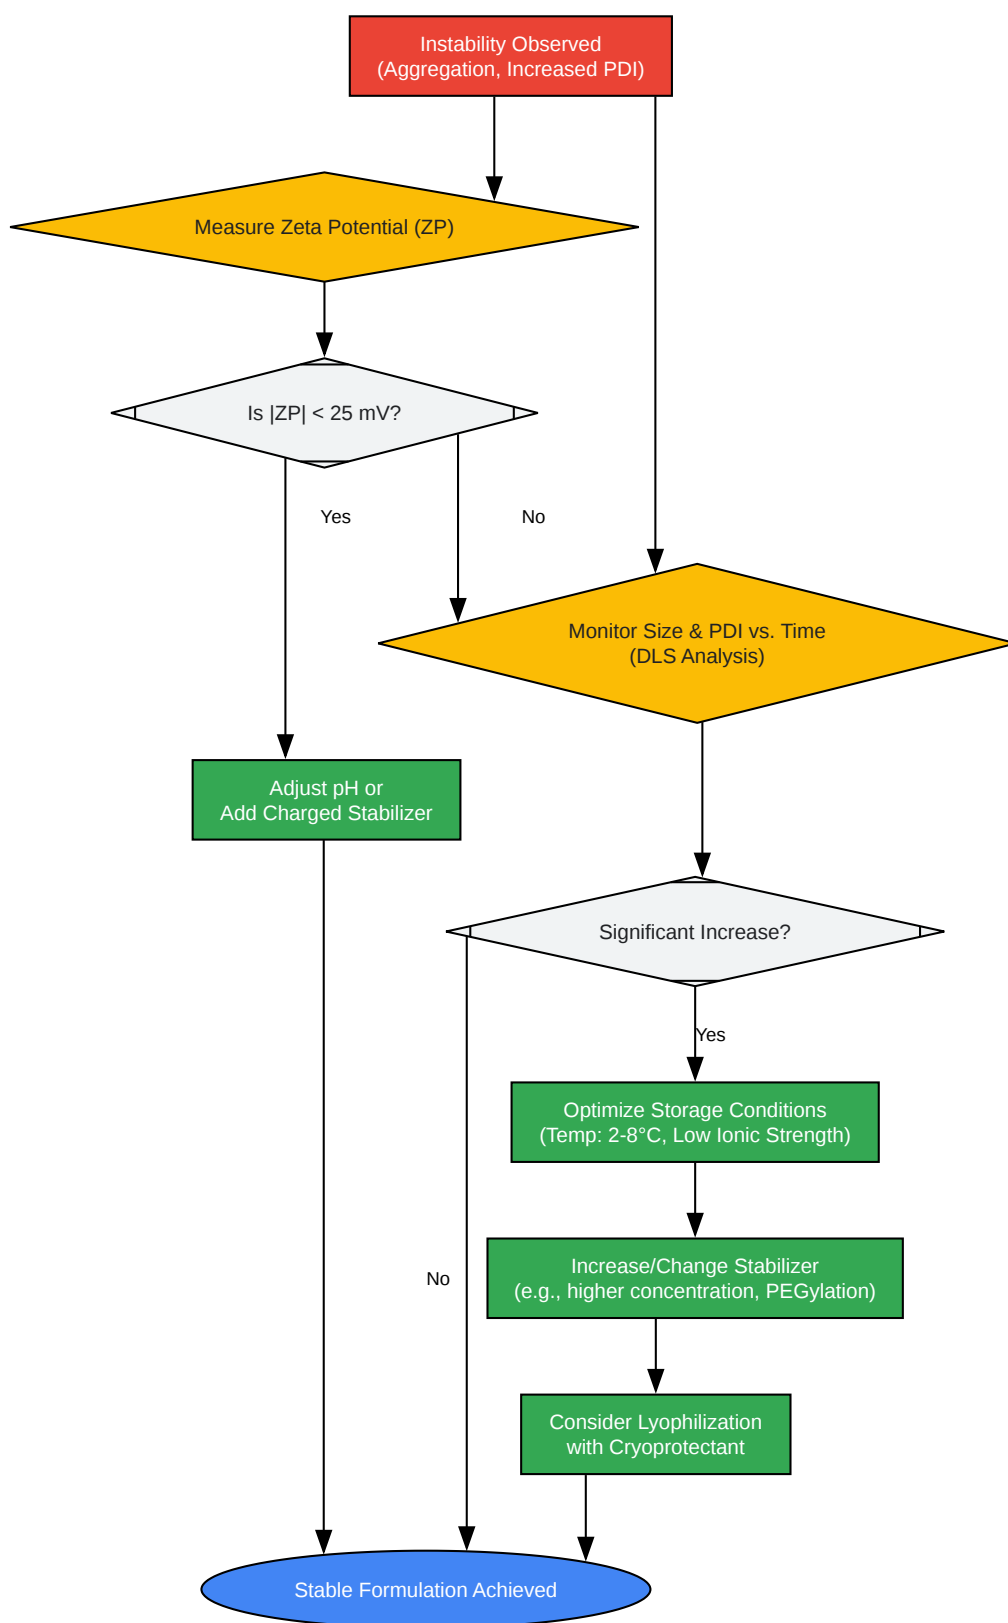 Instability Observed
(Aggregation, Increased PDI)
Measure Zeta Potential (ZP)
Is |ZP| < 25 mV?
Yes
No
Monitor Size & PDI vs. Time
(DLS Analysis)
Adjust pH or
Add Charged Stabilizer
Significant Increase?
Yes
Optimize Storage Conditions
(Temp: 2-8°C, Low Ionic Strength)
No
Increase/Change Stabilizer
(e.g., higher concentration, PEGylation)
Consider Lyophilization
with Cryoprotectant
Stable Formulation Achieved